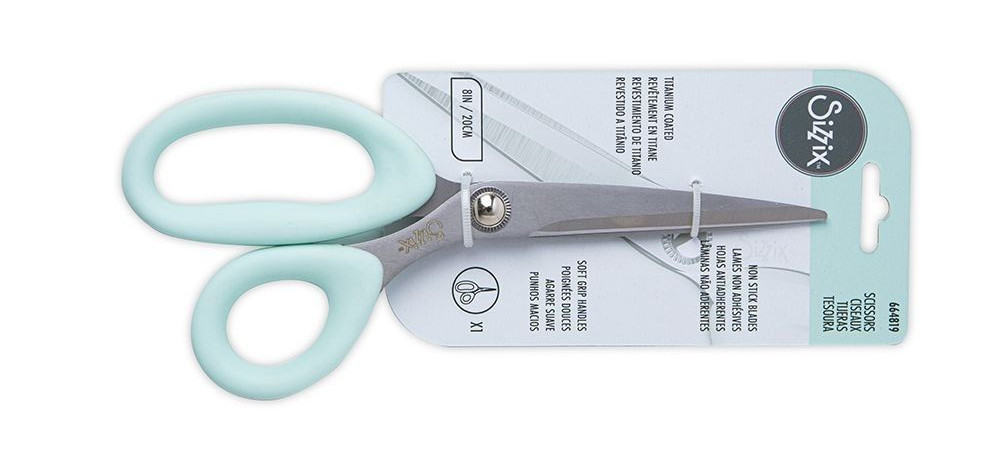 Sizzix™
664819
SCISSORS
CISEAUX
TIJERAS
TESOURA
TITANIUM COATED
REVÊTEMENT EN TITANE
REVESTIMIENTO DE TITANIO
REVESTIDO A TITÂNIO
NON STICK BLADES
LAMES NON ADHÉSIVES
HOJAS ANTIADHERENTES
LÂMINAS NÃO ADERENTES
SOFT GRIP HANDLES
POIGNÉES DOUCES
AGARRE SUAVE
PUNHOS MACIOS
8IN / 20CM
X1
Sizzix
Sizzix